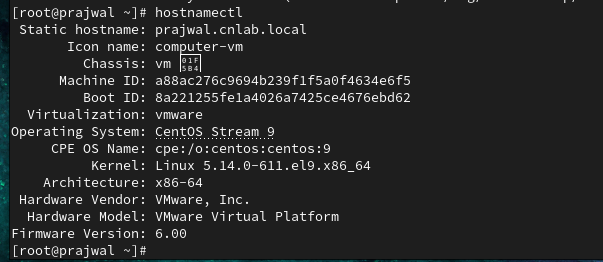 [root@prajwal ~]# hostnamectl
Static hostname: prajwal.cnlab.local
Icon name: computer-vm
Chassis: vm 🖴
Machine ID: a88ac276c9694b239f1f5a0f4634e6f5
Boot ID: 8a221255fe1a4026a7425ce4676ebd62
Virtualization: vmware
Operating System: CentOS Stream 9
CPE OS Name: cpe:/o:centos:centos:9
Kernel: Linux 5.14.0-611.el9.x86_64
Architecture: x86-64
Hardware Vendor: VMware, Inc.
Hardware Model: VMware Virtual Platform
Firmware Version: 6.00
[root@prajwal ~]#